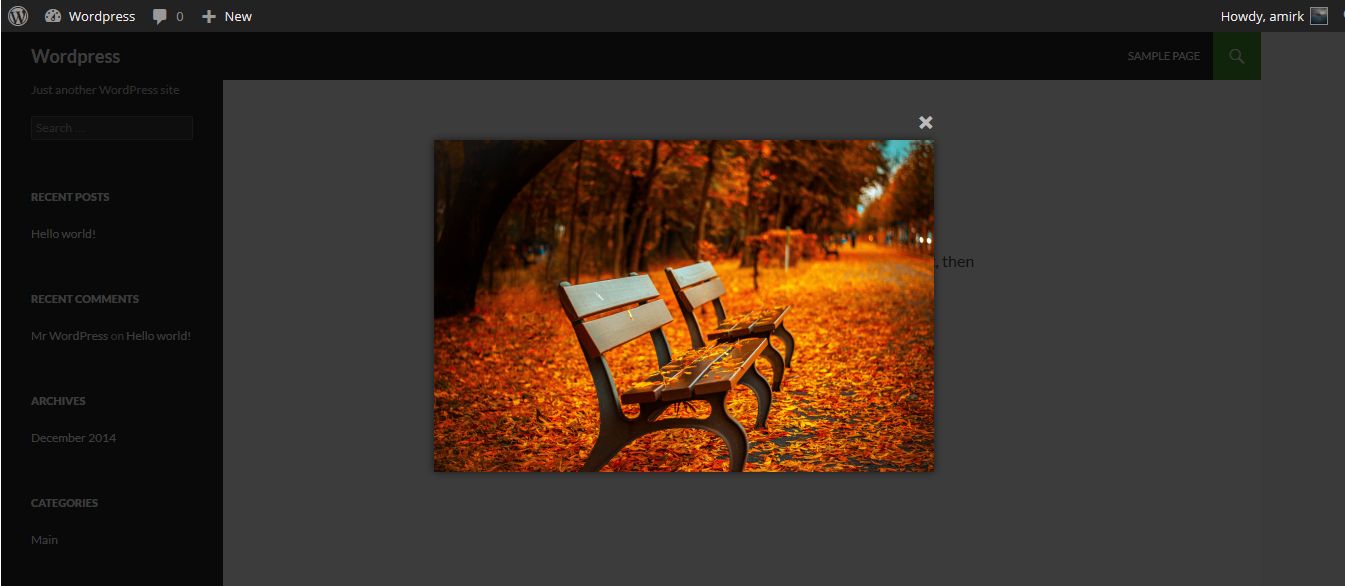 Wordpress 0 New Howdy, amirk
Wordpress SAMPLE PAGE
Just another WordPress site
Search …
RECENT POSTS
Hello world!
, then
RECENT COMMENTS
Mr WordPress on Hello world!
ARCHIVES
December 2014
CATEGORIES
Main